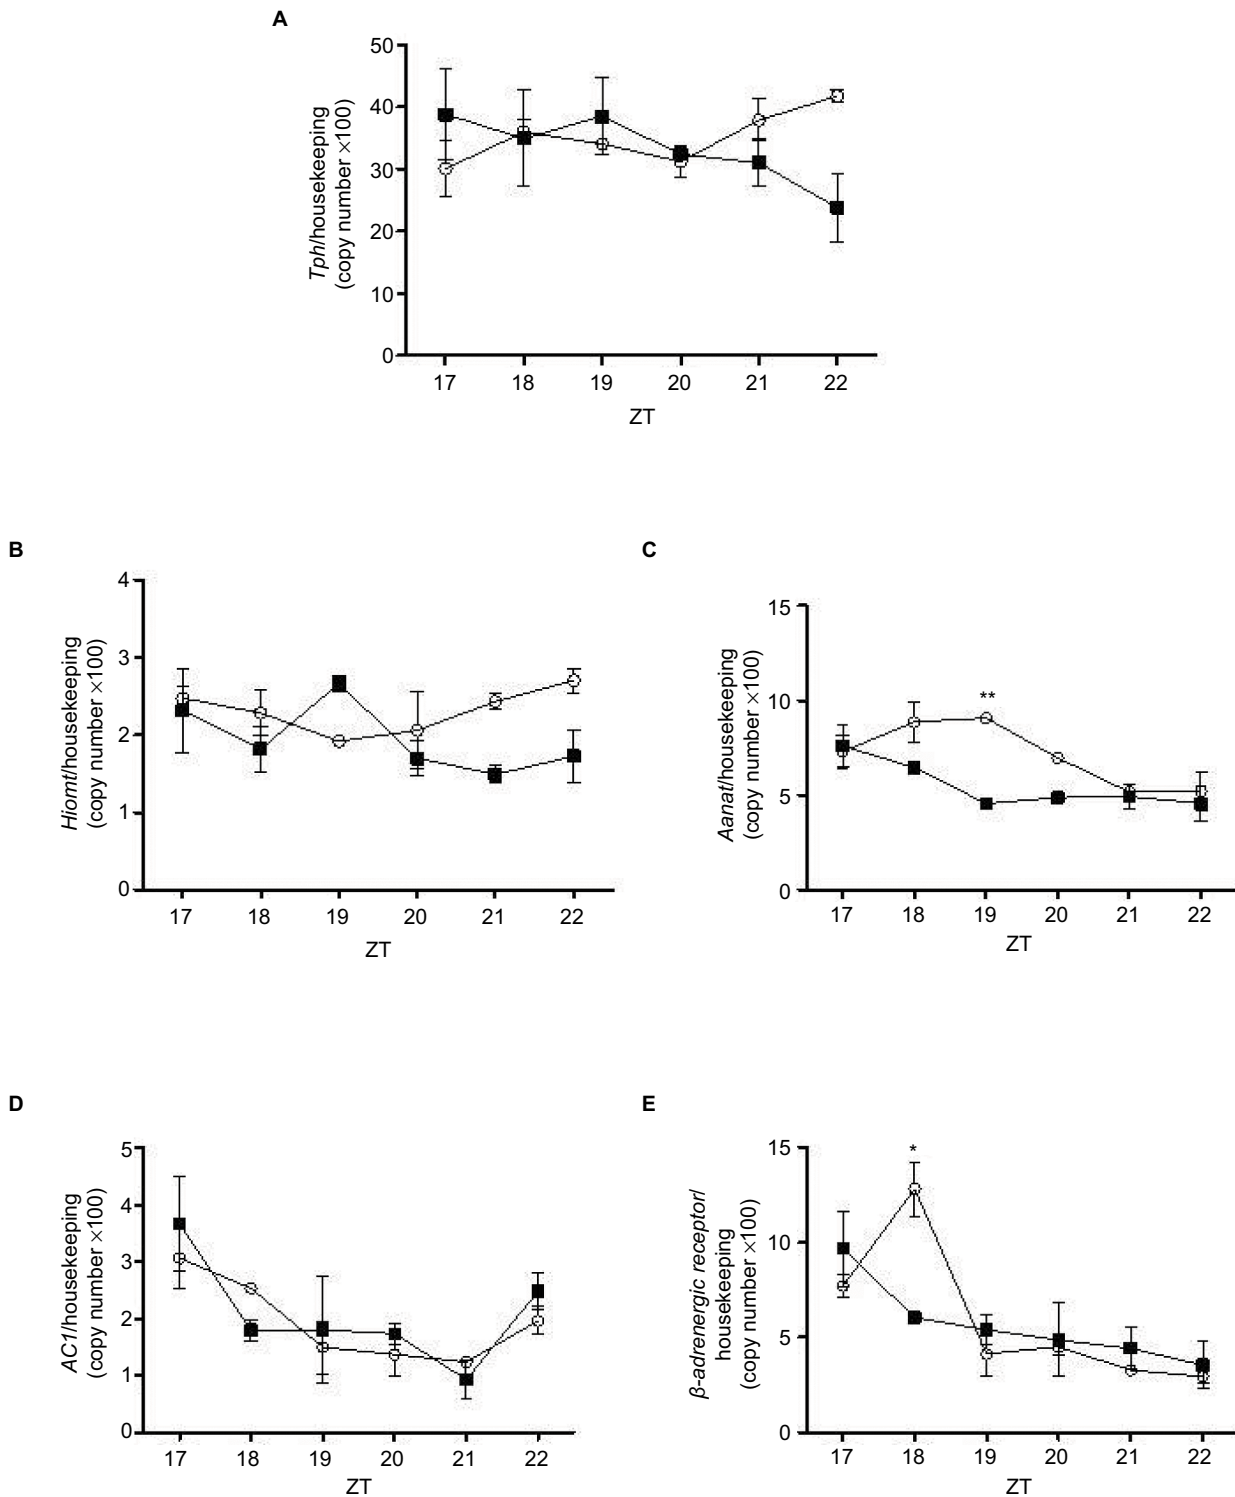 A
Tph/housekeeping
(copy number ×100)
50
40
30
20
10
0
17 18 19 20 21 22
ZT
B
Hiomt/housekeeping
(copy number ×100)
4
3
2
1
0
17 18 19 20 21 22
ZT
C
Aanat/housekeeping
(copy number ×100)
15
10
5
0
**
17 18 19 20 21 22
ZT
D
AC1/housekeeping
(copy number ×100)
5
4
3
2
1
0
17 18 19 20 21 22
ZT
E
β-adrenergic receptor/
housekeeping
(copy number ×100)
15
10
5
0
*
17 18 19 20 21 22
ZT